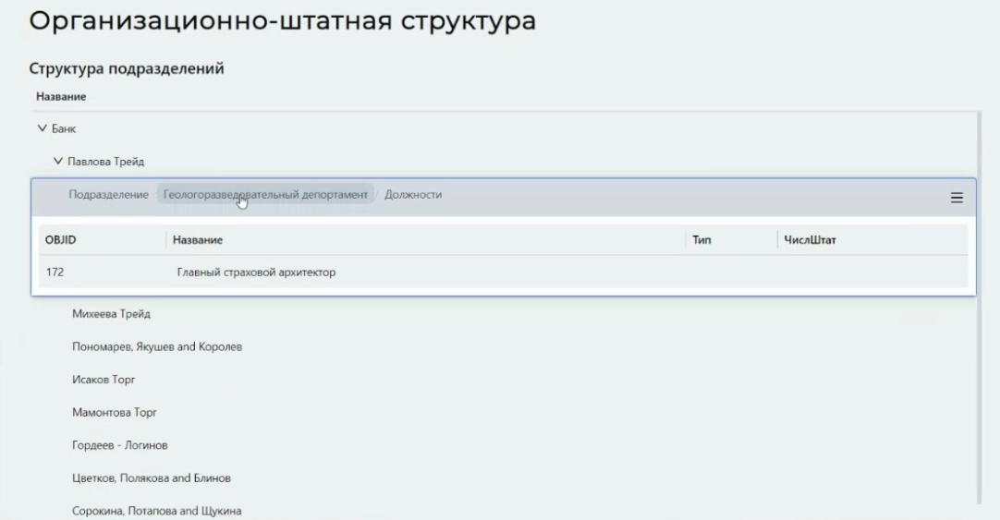 Организационно-штатная структура
Структура подразделений
Название
Банк
Павлова Трейд
Подразделение Геологоразведовательный депортамент / Должности
OBJID Название Тип ЧислШтат
172 Главный страховой архитектор
Михеева Трейд
Пономарев, Якушев and Королев
Исаков Торг
Мамонтова Торг
Гордеев - Логинов
Цветков, Полякова and Блинов
Сорокина, Потапова and Щукина